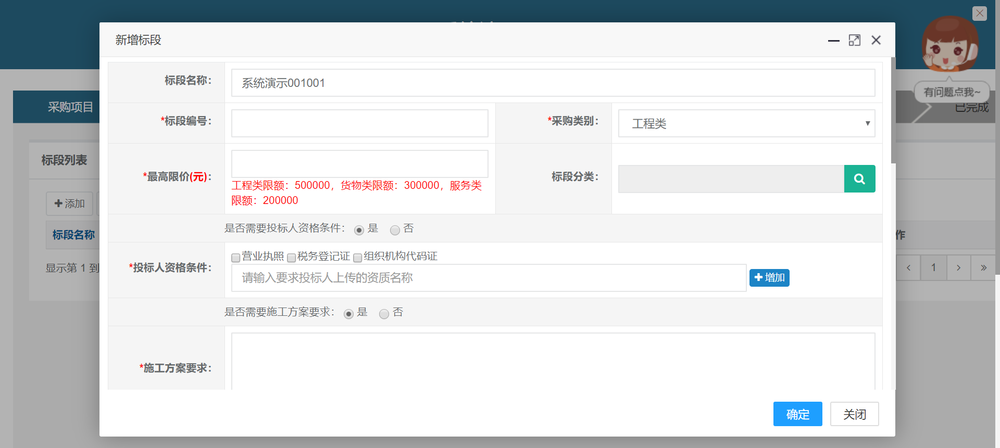 新增标段
有问题点我~
已完成
采购项目
标段名称：
系统演示001001
*标段编号：
*采购类别：
工程类
标段列表
*最高限价(元)：
工程类限额：500000，货物类限额：300000，服务类
限额：200000
标段分类：
添加
是否需要投标人资格条件： 是 否
标段名称
作
*投标人资格条件：
营业执照 税务登记证 组织机构代码证
请输入要求投标人上传的资质名称
增加
显示第 1 到
‹ 1 › »
是否需要施工方案要求： 是 否
*施工方案要求：
确定 关闭